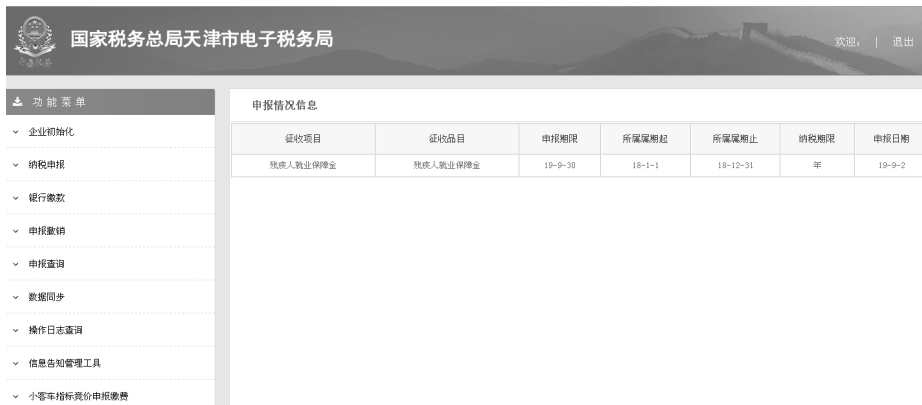 国家税务总局天津市电子税务局
欢迎， | 退出
功能菜单
申报情况信息
企业初始化
纳税申报
银行缴款
申报撤销
申报查询
数据同步
操作日志查询
信息告知管理工具
小客车指标竞价申报缴费
征收项目 征收品目 申报期限 所属属期起 所属属期止 纳税期限 申报日期
残疾人就业保障金 残疾人就业保障金 19-9-30 18-1-1 18-12-31 年 19-9-2